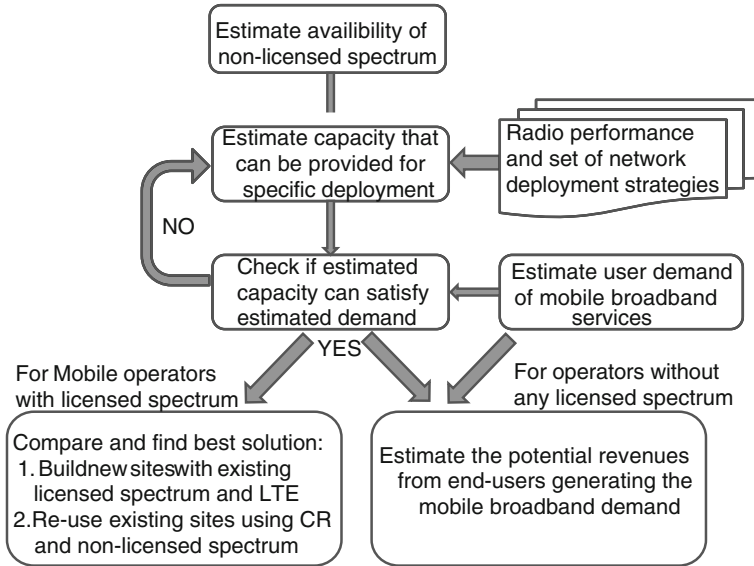 Estimate availibility of
non-licensed spectrum
Estimate capacity that
can be provided for
specific deployment
Radio performance
and set of network
deployment strategies
NO
Check if estimated
capacity can satisfy
estimated demand
Estimate user demand
of mobile broadband
services
YES
For Mobile operators
with licensed spectrum
For operators without
any licensed spectrum
Compare and find best solution:
1. Buildnew siteswith existing
licensed spectrum and LTE
2.Re-use existing sites using CR
and non-licensed spectrum
Estimate the potential revenues
from end-users generating the
mobile broadband demand